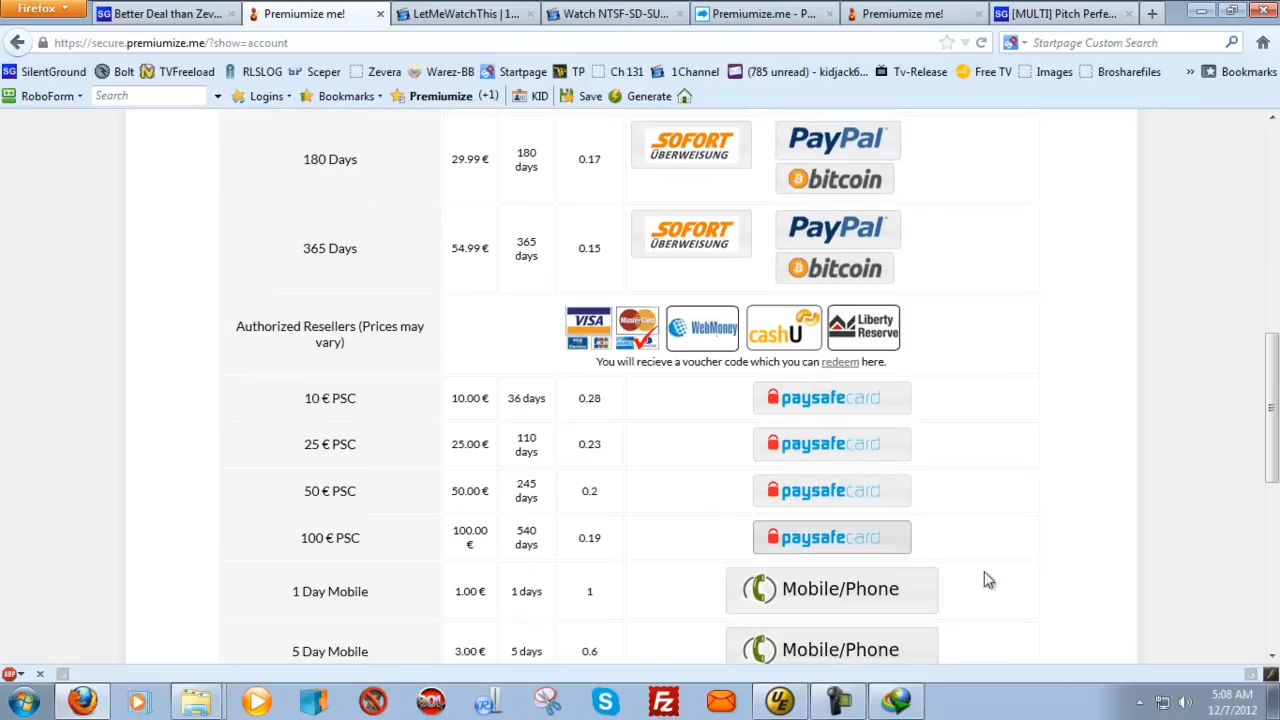 Firefox
Better Deal than Zev...
Premiumize me!
LetMeWatchThis | 1...
Watch NTSF-SD-SU...
Premiumize.me - P...
Premiumize me!
[MULTI] Pitch Perfe...
https://secure.premiumize.me/?show=account
Startpage Custom Search
SilentGround
Bolt
TVFreeload
RLSLOG
Sceper
Zevera
Warez-BB
Startpage
TP
Ch 131
1Channel
(785 unread) - kidjack6...
Tv-Release
Free TV
Images
Brosharefiles
»
Bookmarks
RoboForm
Search
Logins
Bookmarks
Premiumize (+1)
KID
Save
Generate
180 Days
29.99 €
180
days
0.17
SOFORT
ÜBERWEISUNG
PayPal
bitcoin
365 Days
54.99 €
365
days
0.15
SOFORT
ÜBERWEISUNG
PayPal
bitcoin
Authorized Resellers (Prices may
vary)
VISA
MasterCard
WebMoney
cashU
Liberty
Reserve
You will recieve a voucher code which you can redeem here.
10 € PSC
10.00 €
36 days
0.28
paysafecard
25 € PSC
25.00 €
110
days
0.23
paysafecard
50 € PSC
50.00 €
245
days
0.2
paysafecard
100 € PSC
100.00
€
540
days
0.19
paysafecard
1 Day Mobile
1.00 €
1 days
1
Mobile/Phone
5 Day Mobile
3.00 €
5 days
0.6
Mobile/Phone
5:08 AM
12/7/2012